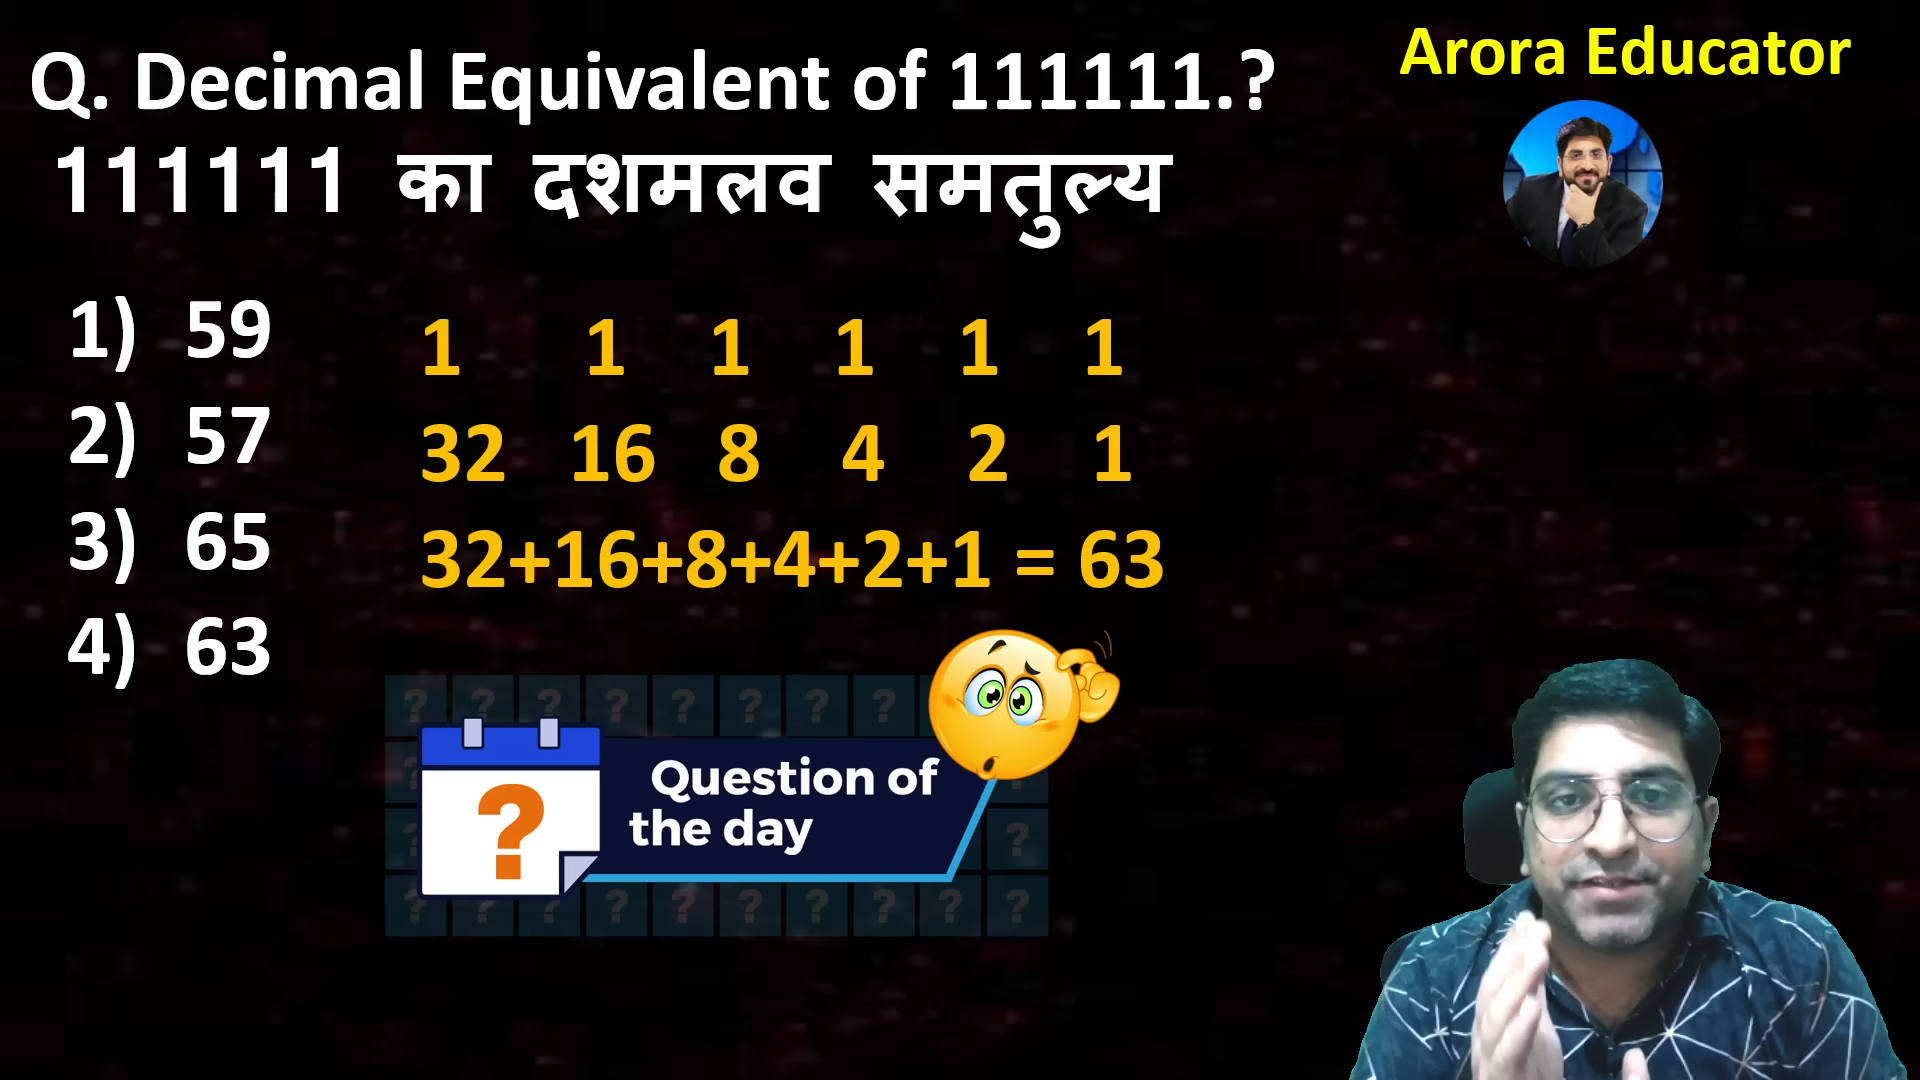 Q. Decimal Equivalent of 111111.?
111111 का दशमलव समतुल्य
Arora Educator
1) 59
2) 57
3) 65
4) 63
1 1 1 1 1 1
32 16 8 4 2 1
32+16+8+4+2+1 = 63
?
Question of
the day